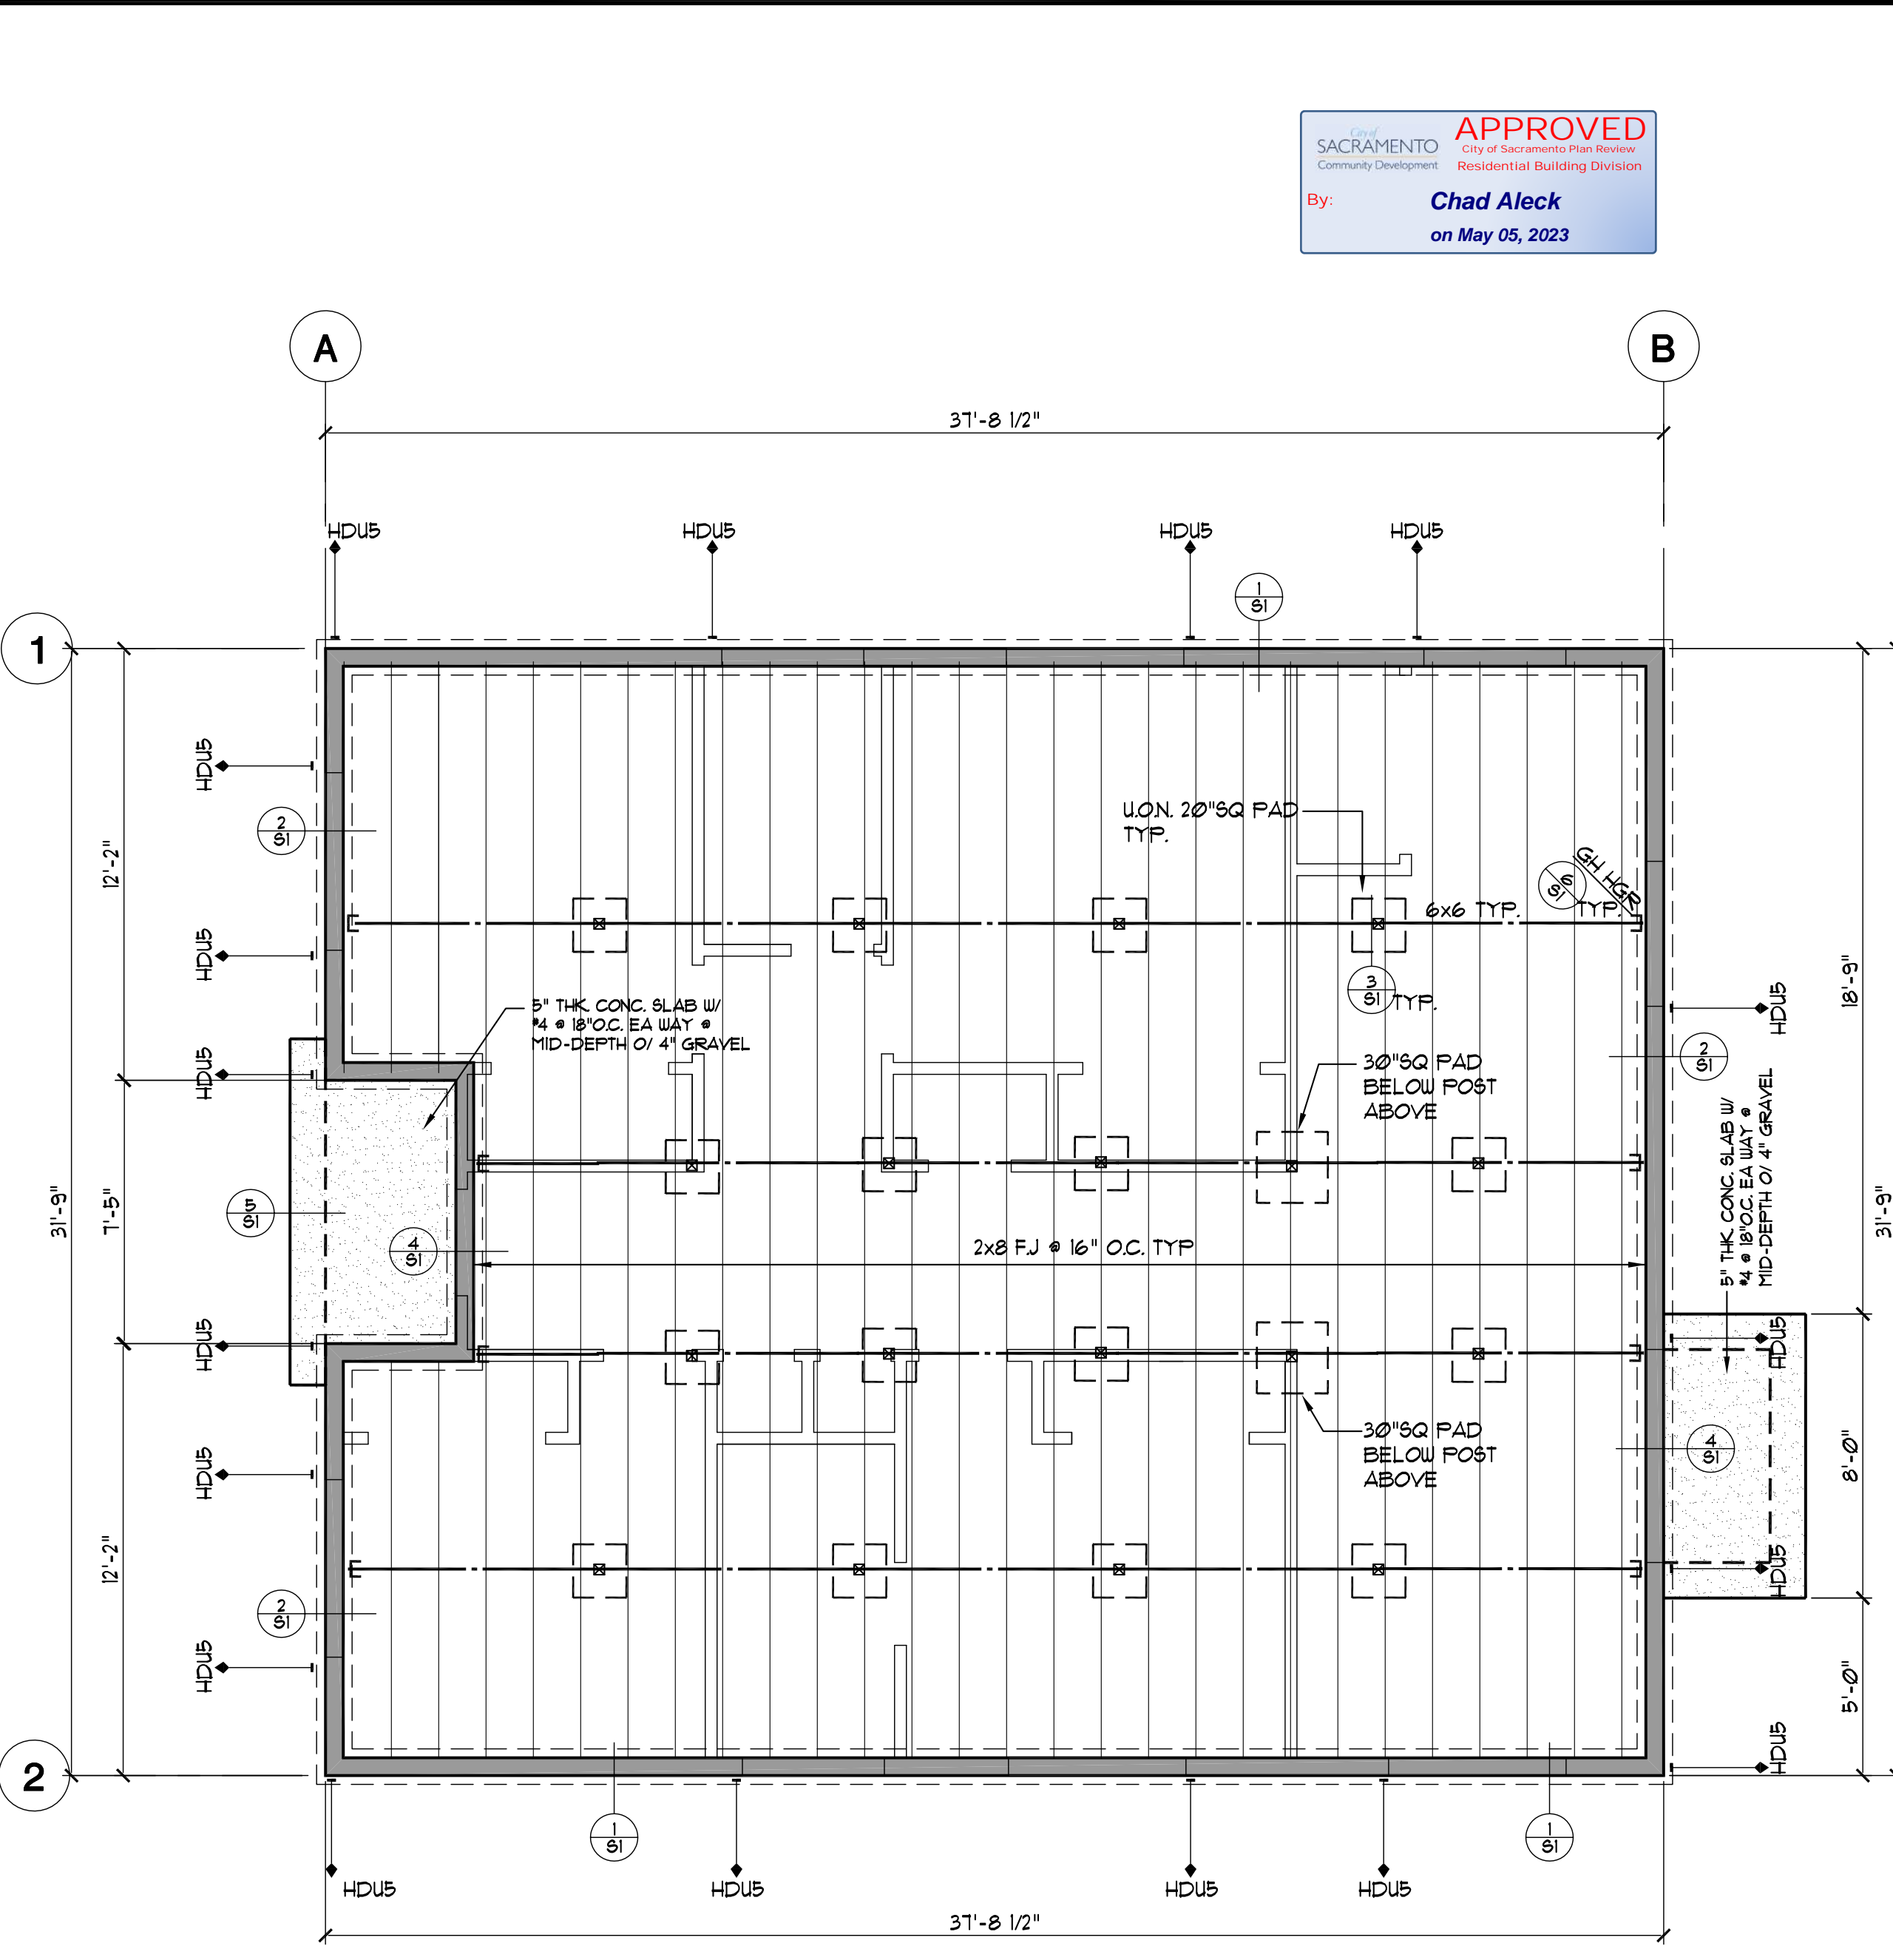 City of
SACRAMENTO
Community Development
APPROVED
City of Sacramento Plan Review
Residential Building Division
By:
Chad Aleck
on May 05, 2023
A
B
37'-8 1/2"
HDU5
HDU5
HDU5
HDU5
1
S1
1
HDU5
2
S1
12'-2"
HDU5
HDU5
31'-9"
7'-5"
5
S1
4
S1
HDU5
HDU5
12'-2"
2
S1
HDU5
2
5" THK. CONC. SLAB W/
#4 @ 18"O.C. EA WAY @
MID-DEPTH O/ 4" GRAVEL
U.O.N. 20"SQ PAD
TYP.
6x6 TYP.
6
S1
GH HGR
TYP.
3
S1
TYP.
30"SQ PAD
BELOW POST
ABOVE
2x8 F.J @ 16" O.C. TYP
30"SQ PAD
BELOW POST
ABOVE
HDU5
2
S1
5" THK. CONC. SLAB W/
#4 @ 18"O.C. EA WAY @
MID-DEPTH O/ 4" GRAVEL
HDU5
4
S1
HDU5
HDU5
18'-9"
31'-9"
8'-0"
5'-0"
1
S1
1
S1
HDU5
HDU5
HDU5
HDU5
37'-8 1/2"